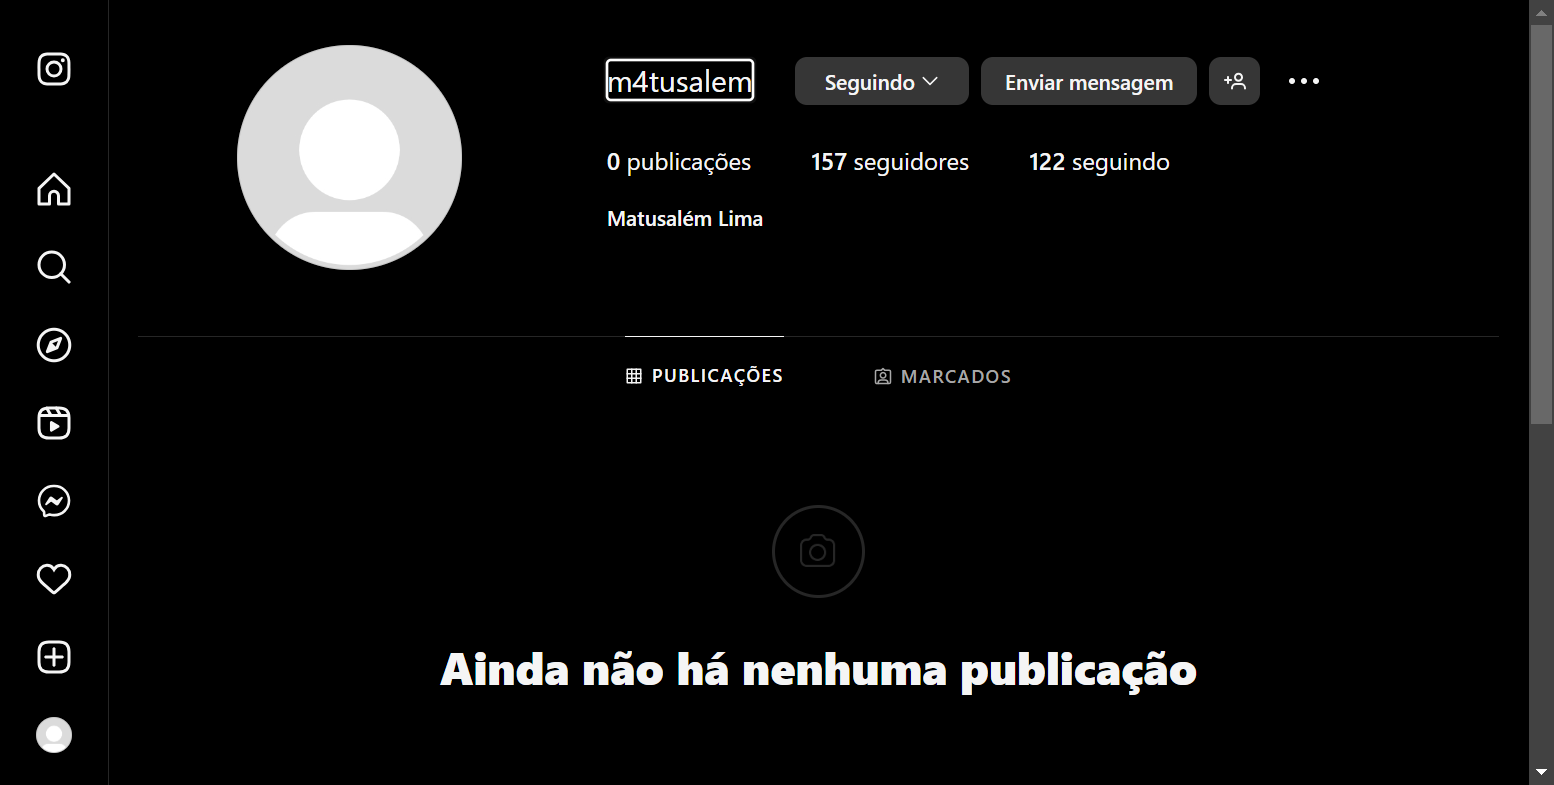 m4tusalem Seguindo Enviar mensagem
0 publicações 157 seguidores 122 seguindo
Matusalém Lima
PUBLICAÇÕES MARCADOS
Ainda não há nenhuma publicação